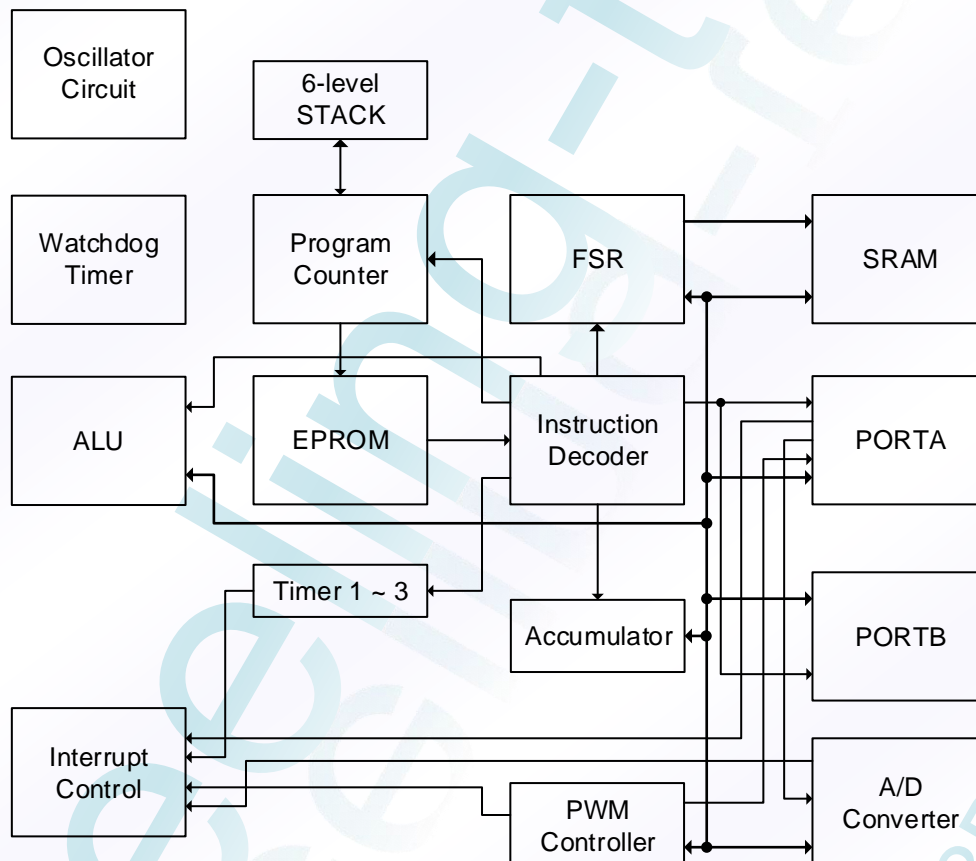 Oscillator
Circuit
6-level
STACK
Watchdog
Timer
Program
Counter
FSR
SRAM
ALU
EPROM
Instruction
Decoder
PORTA
Timer 1 ~ 3
Accumulator
PORTB
Interrupt
Control
PWM
Controller
A/D
Converter